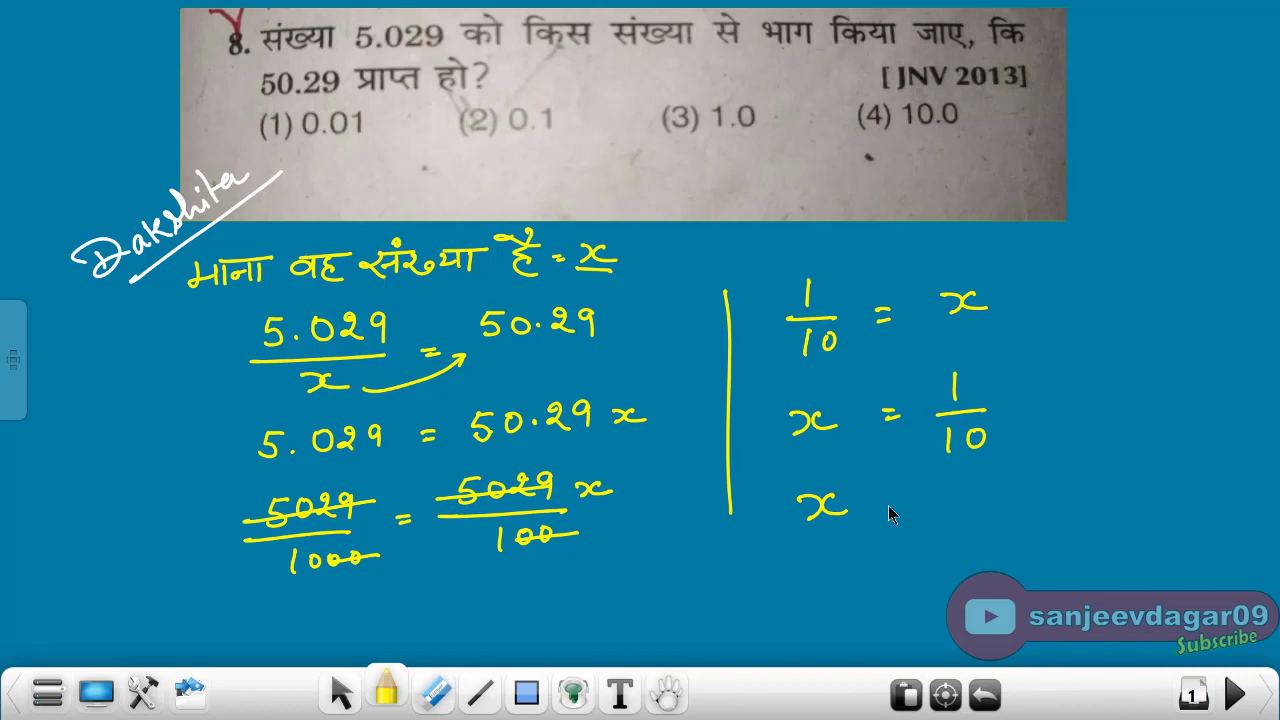 8. संख्या 5.029 को किस संख्या से भाग किया जाए, कि
50.29 प्राप्त हो? [JNV 2013]
(1) 0.01 (2) 0.1 (3) 1.0 (4) 10.0
Dakshita
माना वह संख्या है = x
5.029 / x = 50.29
5.029 = 50.29 x
5029 / 1000 = 5029 / 100 x
1 / 10 = x
x = 1 / 10
x
sanjeevdagar09
Subscribe
T
1